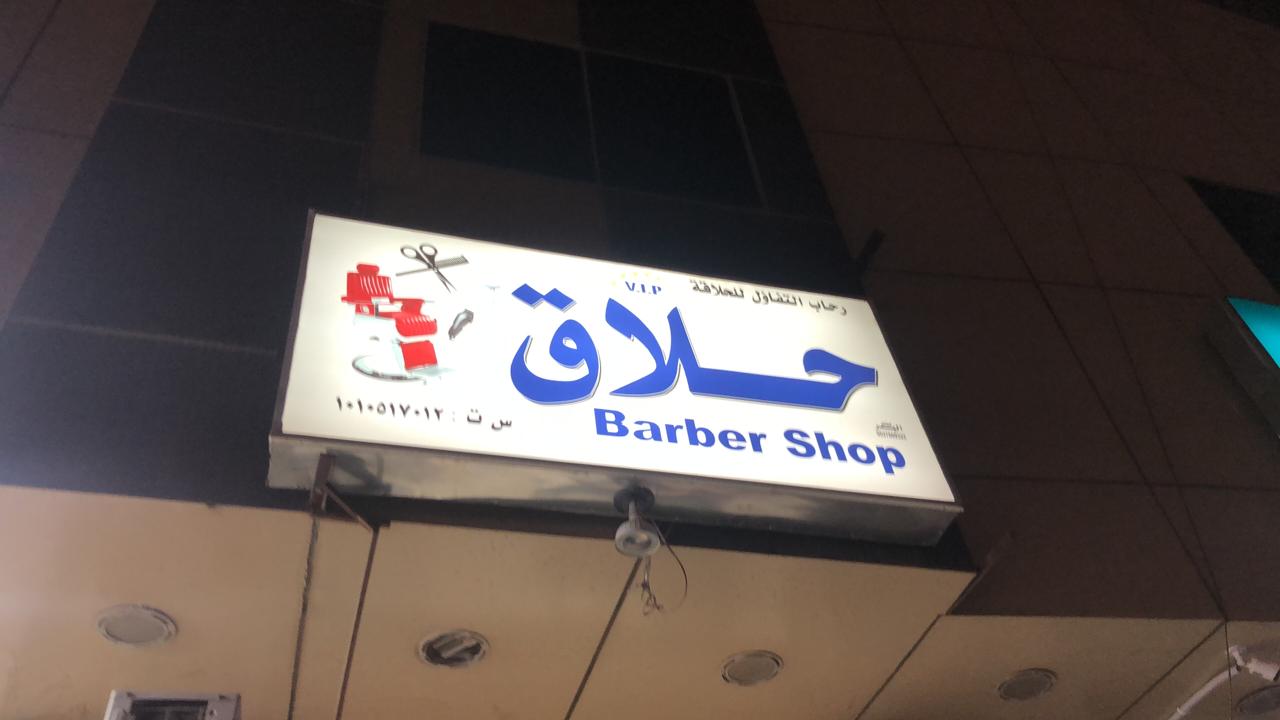 رحاب التفاؤل للحلاقة
V.I.P
حلاق
Barber Shop
س ت : ١٠١٠٥١٧٠١٢